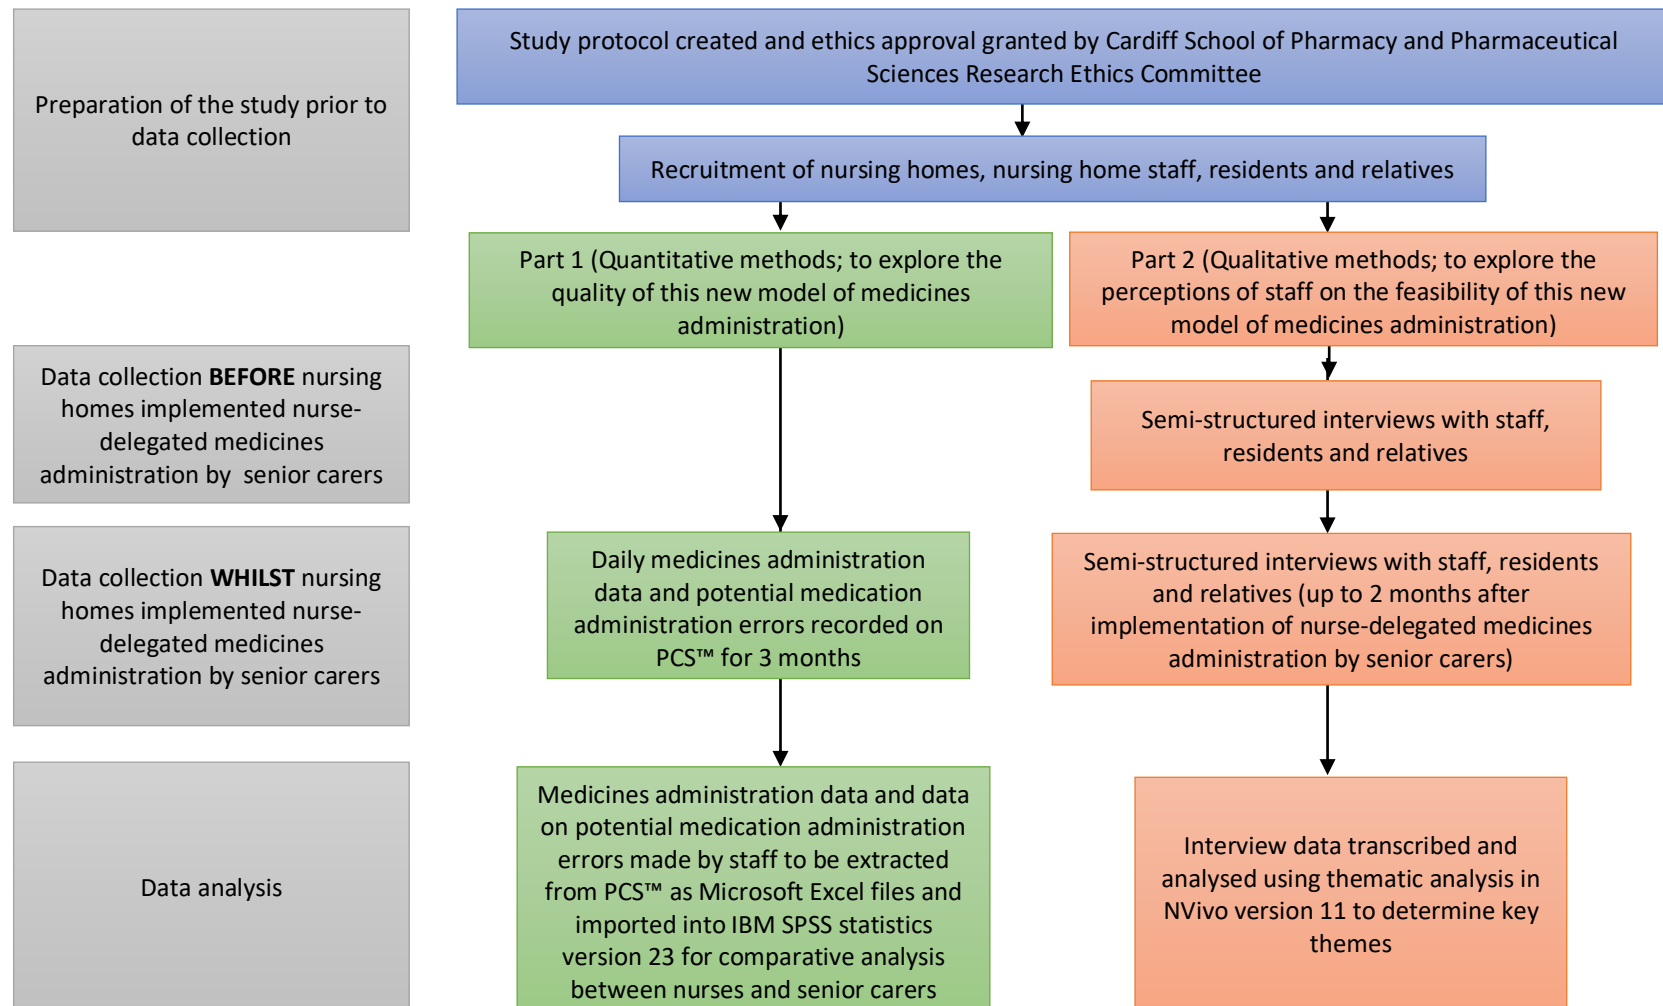 Study protocol created and ethics approval granted by Cardiff School of Pharmacy and Pharmaceutical
Sciences Research Ethics Committee
Preparation of the study prior to
data collection
Recruitment of nursing homes, nursing home staff, residents and relatives
Part 1 (Quantitative methods; to explore the
quality of this new model of medicines
administration)
Part 2 (Qualitative methods; to explore the
perceptions of staff on the feasibility of this new
model of medicines administration)
Data collection BEFORE nursing
homes implemented nurse-
delegated medicines
administration by  senior carers
Semi-structured interviews with staff,
residents and relatives
Data collection WHILST nursing
homes implemented nurse-
delegated medicines
administration by senior carers
Daily medicines administration
data and potential medication
administration errors recorded on
PCS™ for 3 months
Semi-structured interviews with staff, residents
and relatives (up to 2 months after
implementation of nurse-delegated medicines
administration by senior carers)
Data analysis
Medicines administration data and data
on potential medication administration
errors made by staff to be extracted
from PCS™ as Microsoft Excel files and
imported into IBM SPSS statistics
version 23 for comparative analysis
between nurses and senior carers
Interview data transcribed and
analysed using thematic analysis in
NVivo version 11 to determine key
themes